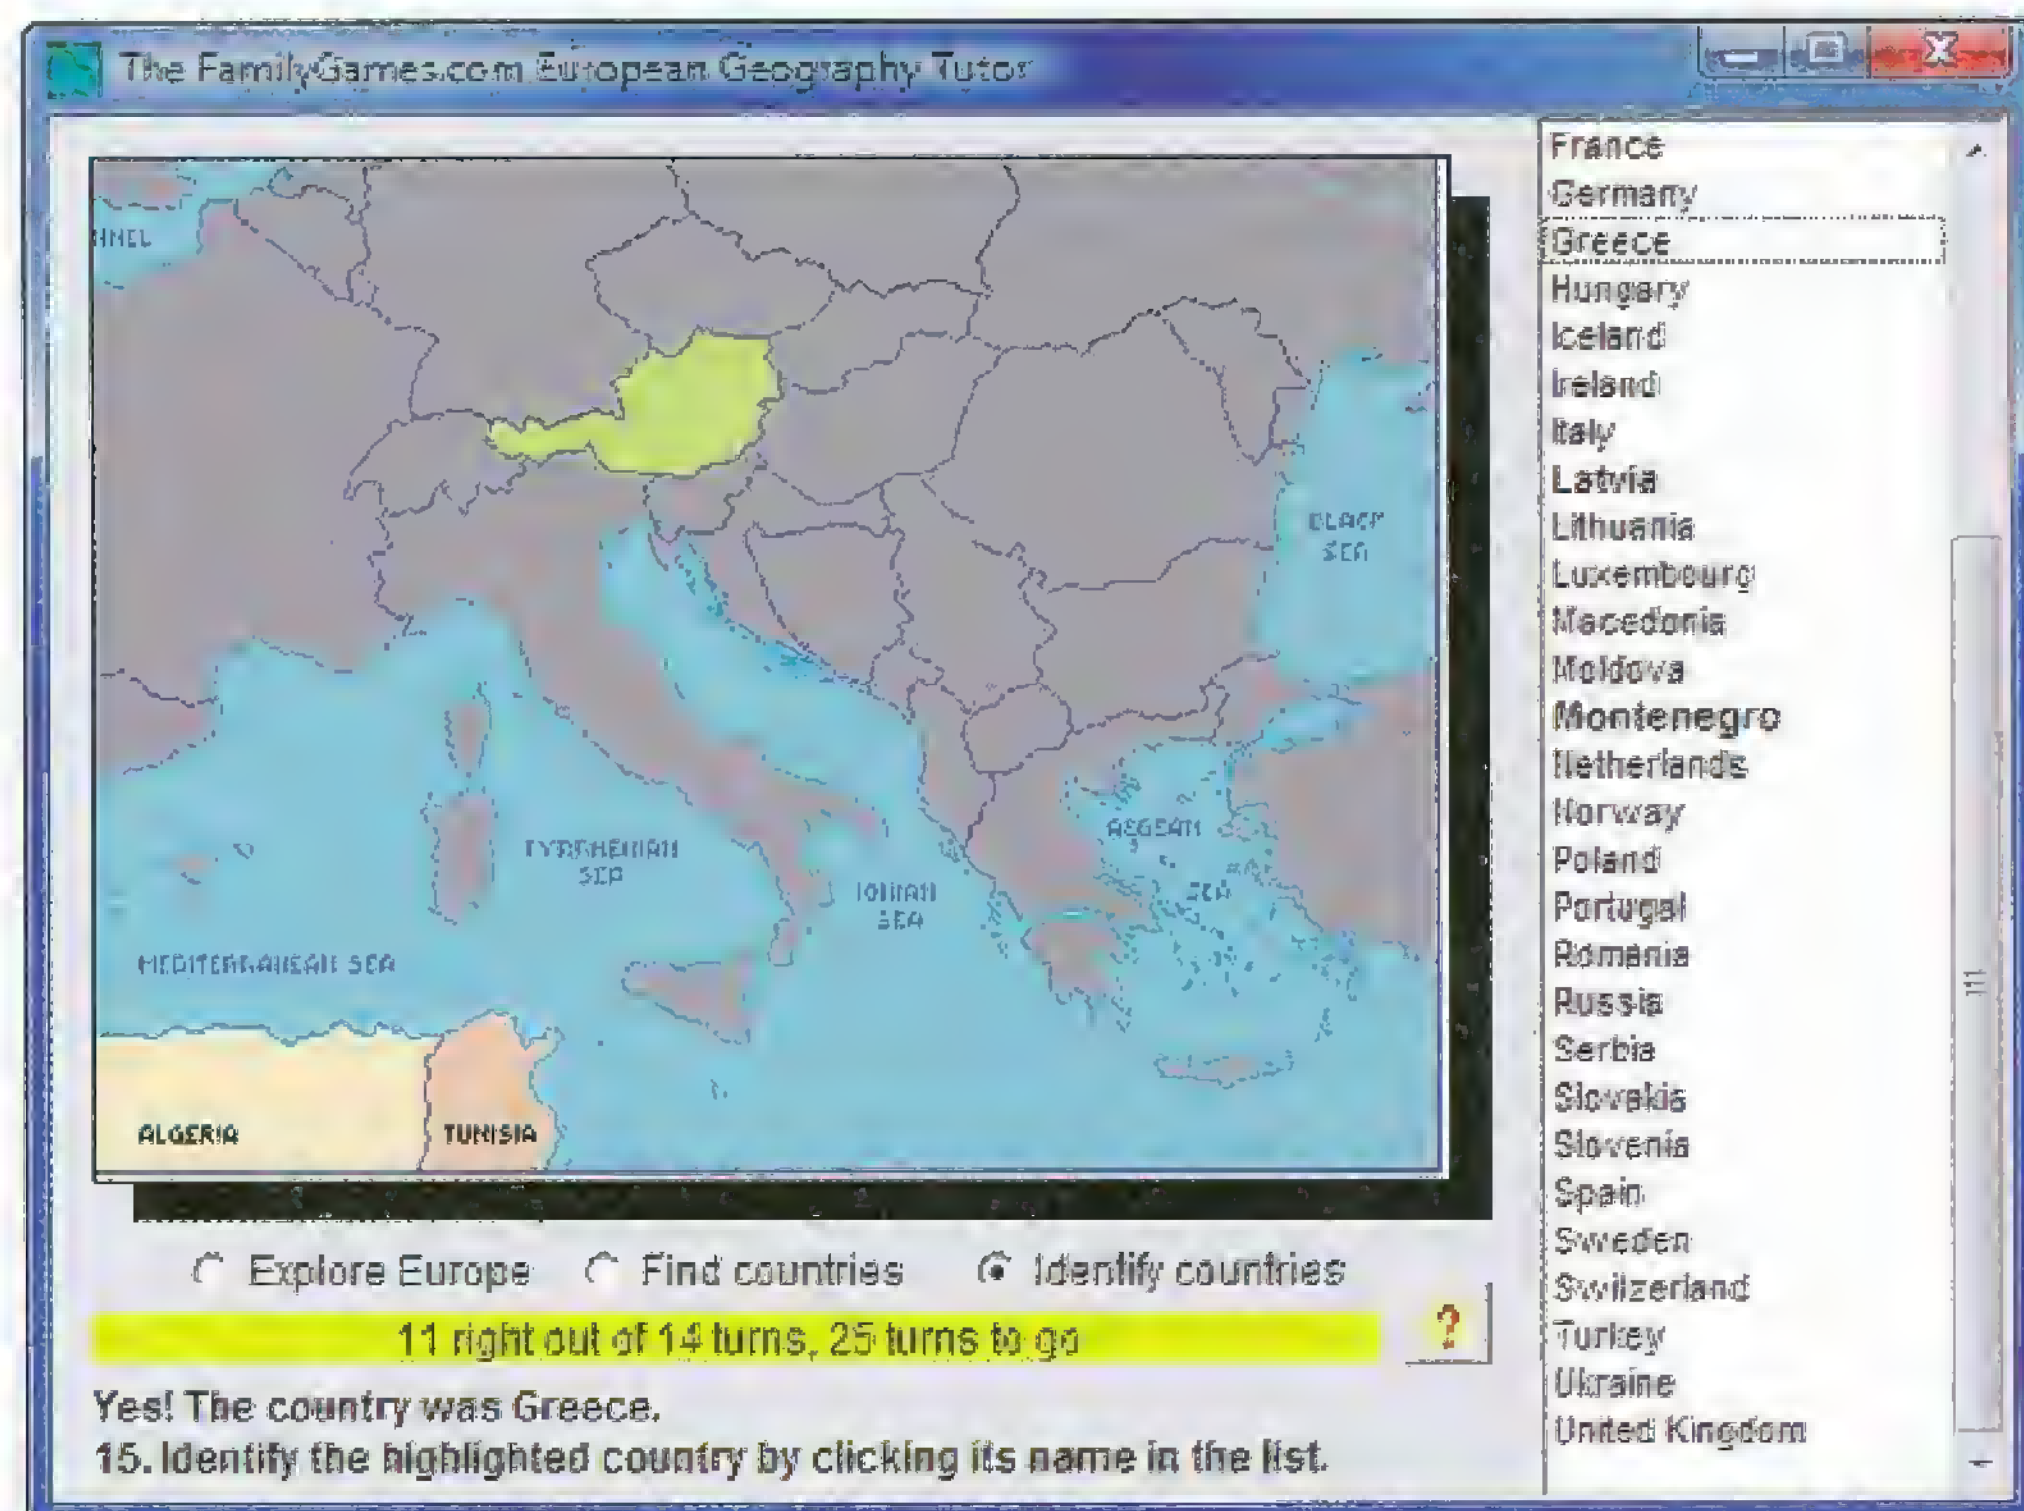 The FamilyGames.com European Geography Tutor
NNEL
BLACK
SEA
TYRRHENIAN
SEA
AEGEAN
SEA
IONIAN
SEA
MEDITERRANEAN SEA
ALGERIA
TUNISIA
Explore Europe
Find countries
Identify countries
11 right out of 14 turns, 25 turns to go
?
Yes! The country was Greece.
15. Identify the highlighted country by clicking its name in the list.
France
Germany
Greece
Hungary
Iceland
Ireland
Italy
Latvia
Lithuania
Luxembourg
Macedonia
Moldova
Montenegro
Netherlands
Norway
Poland
Portugal
Romania
Russia
Serbia
Slovakia
Slovenia
Spain
Sweden
Switzerland
Turkey
Ukraine
United Kingdom